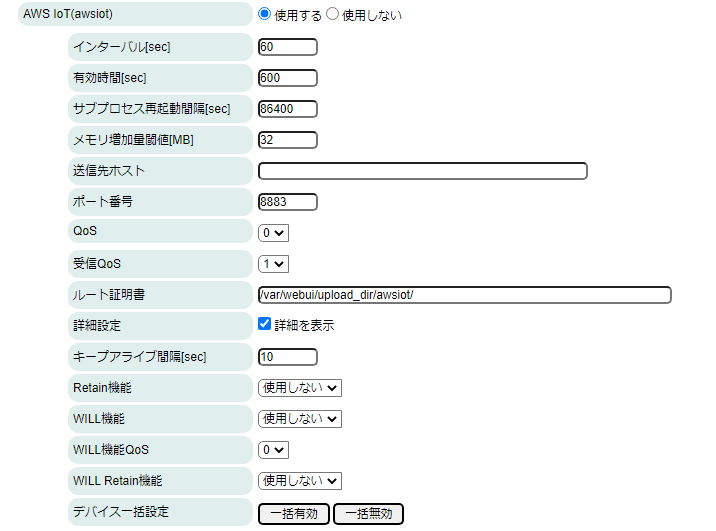 AWS IoT(awsiot) 使用する 使用しない
インターバル[sec] 60
有効時間[sec] 600
サブプロセス再起動間隔[sec] 86400
メモリ増加量閾値[MB] 32
送信先ホスト
ポート番号 8883
QoS 0
受信QoS 1
ルート証明書 /var/webui/upload_dir/awsiot/
詳細設定 詳細を表示
キープアライブ間隔[sec] 10
Retain機能 使用しない
WILL機能 使用しない
WILL機能QoS 0
WILL Retain機能 使用しない
デバイス一括設定 一括有効 一括無効